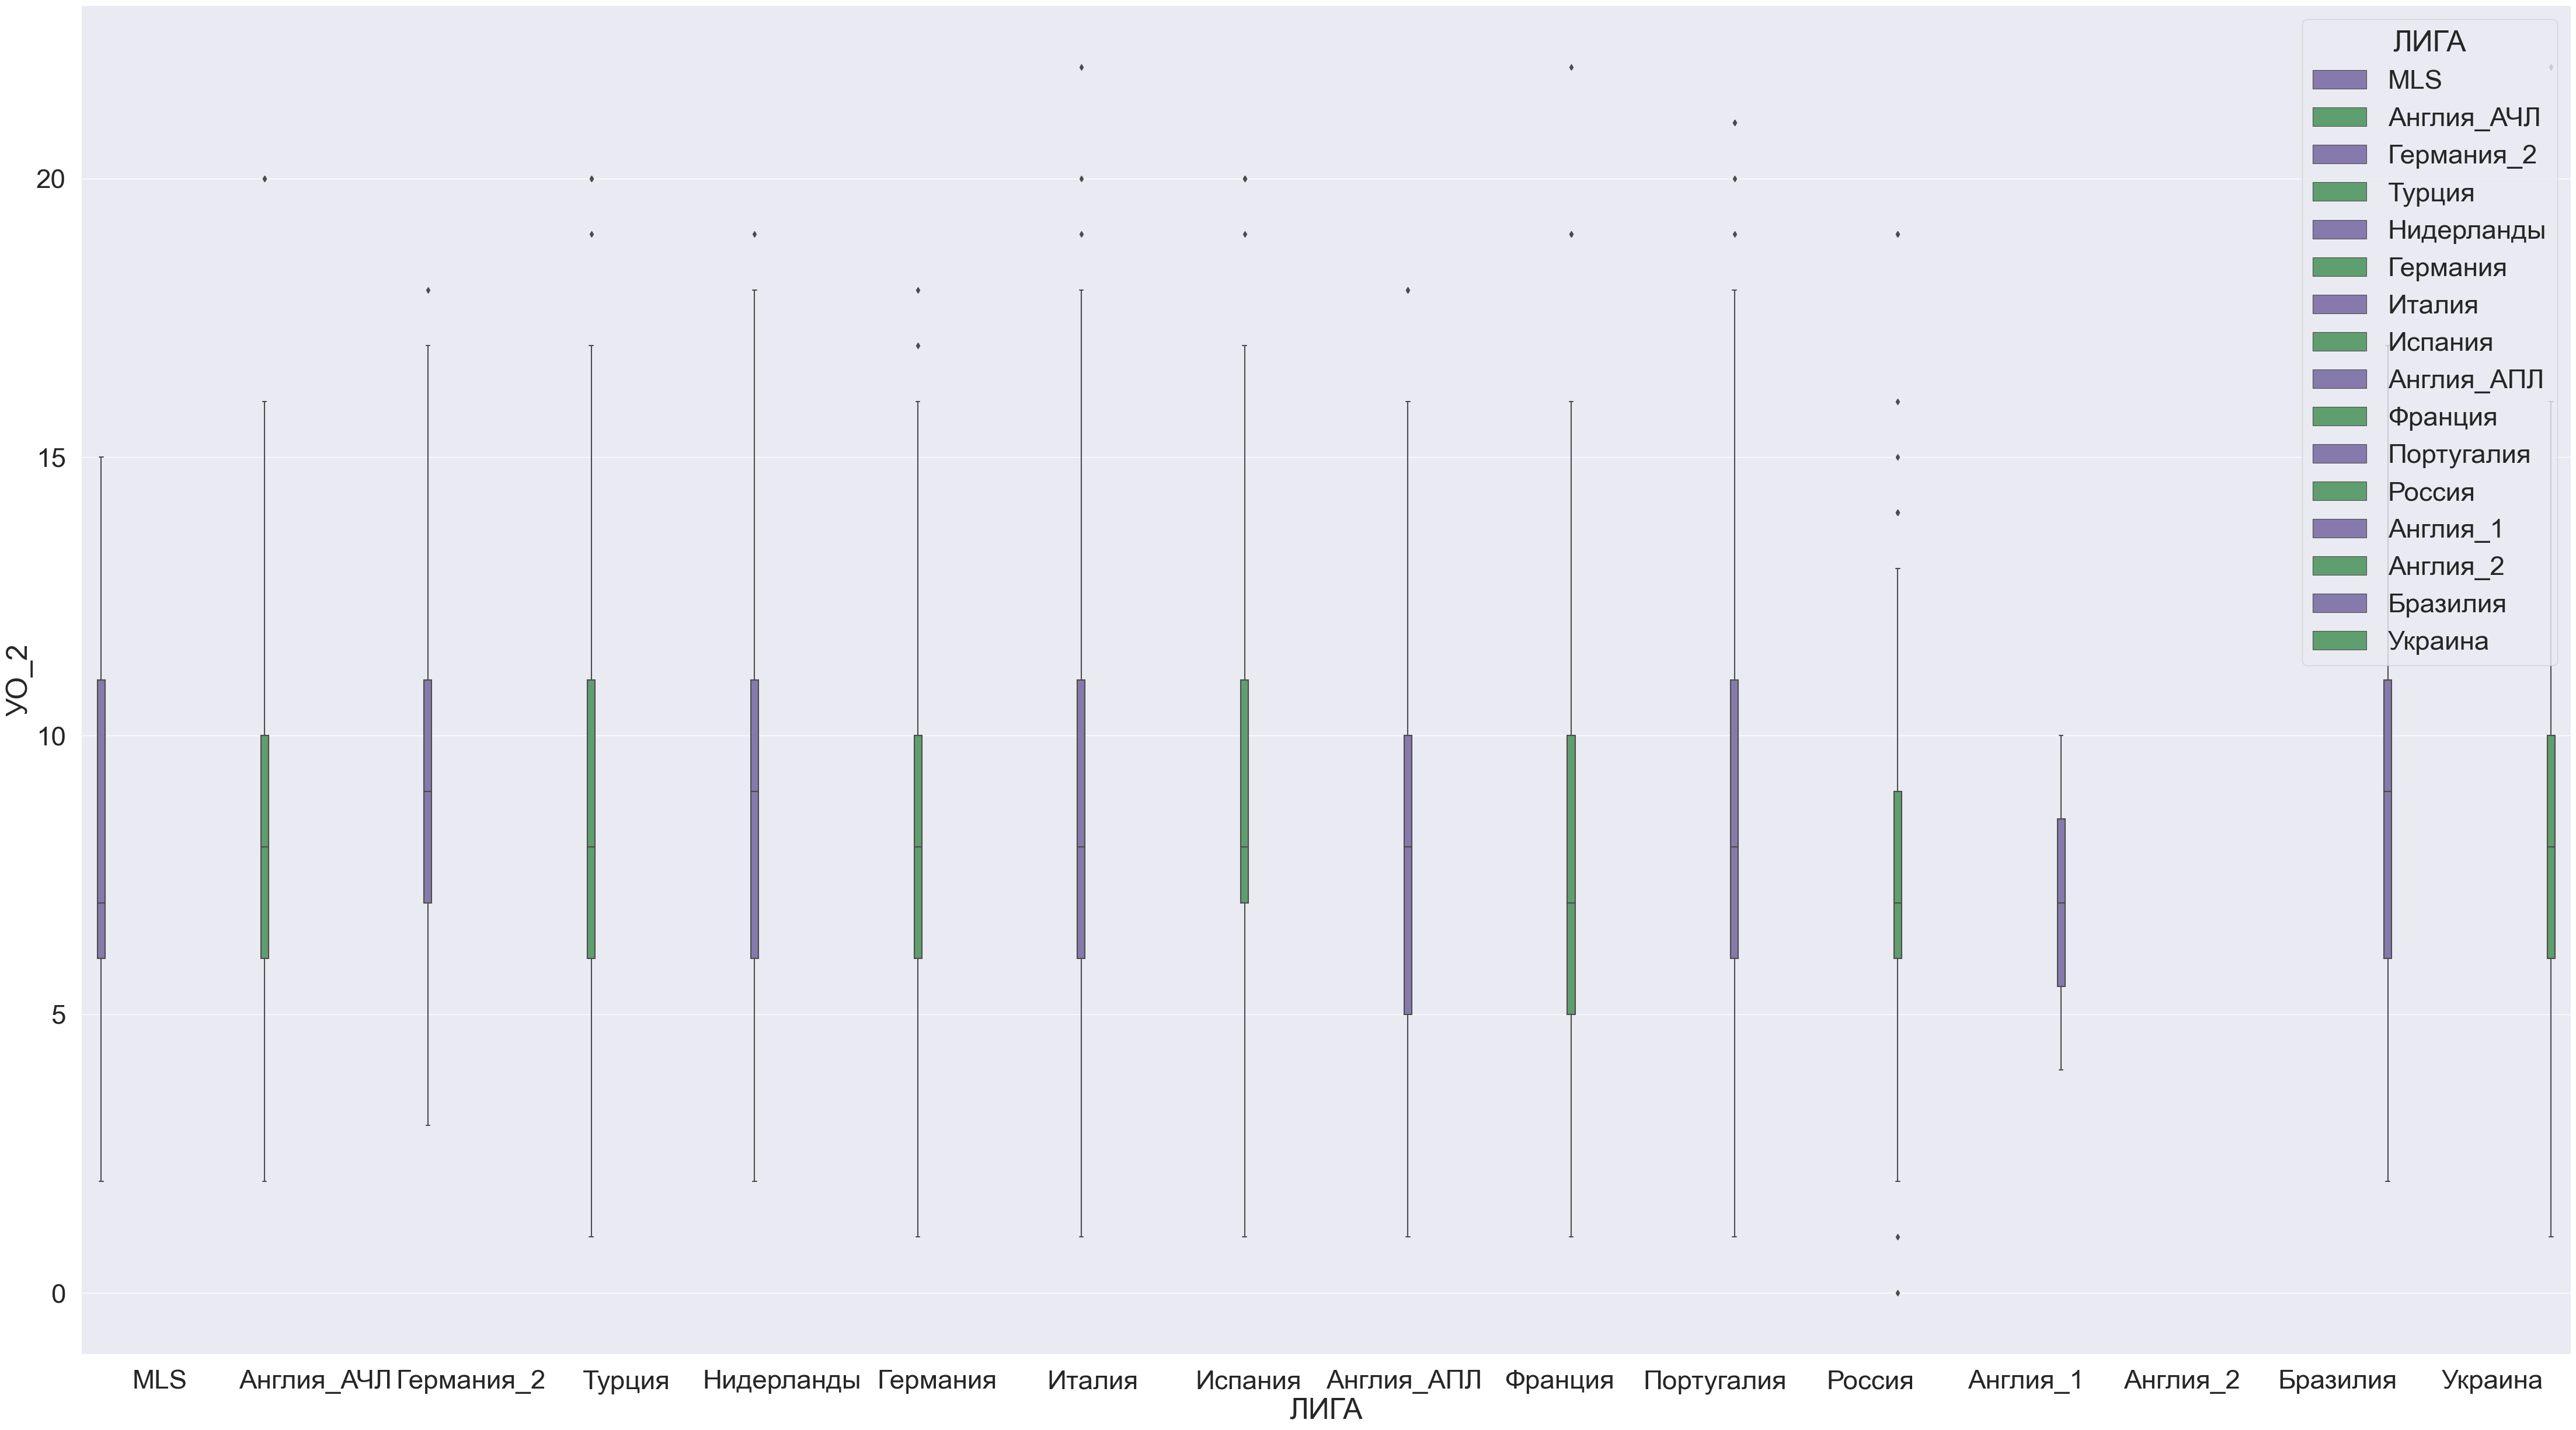 ЛИГА
MLS
Англия_АЧЛ
Германия_2
Турция
Нидерланды
Германия
Италия
Испания
Англия_АПЛ
Франция
Португалия
Россия
Англия_1
Англия_2
Бразилия
Украина
УО_2
20
15
10
5
0
MLS Англия_АЧЛ Германия_2 Турция Нидерланды Германия Италия Испания Англия_АПЛ Франция Португалия Россия Англия_1 Англия_2 Бразилия Украина
ЛИГА